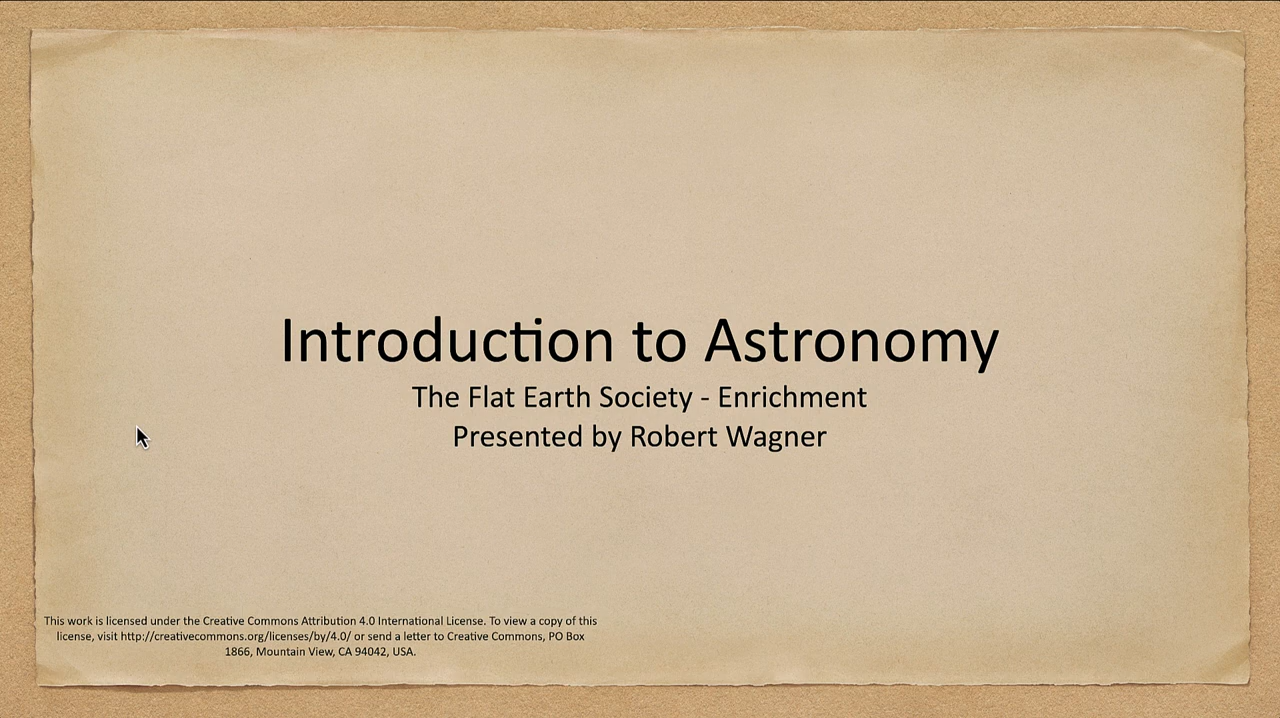 Introduction to Astronomy
The Flat Earth Society - Enrichment
Presented by Robert Wagner
This work is licensed under the Creative Commons Attribution 4.0 International License. To view a copy of this
license, visit http://creativecommons.org/licenses/by/4.0/ or send a letter to Creative Commons, PO Box
1866, Mountain View, CA 94042, USA.